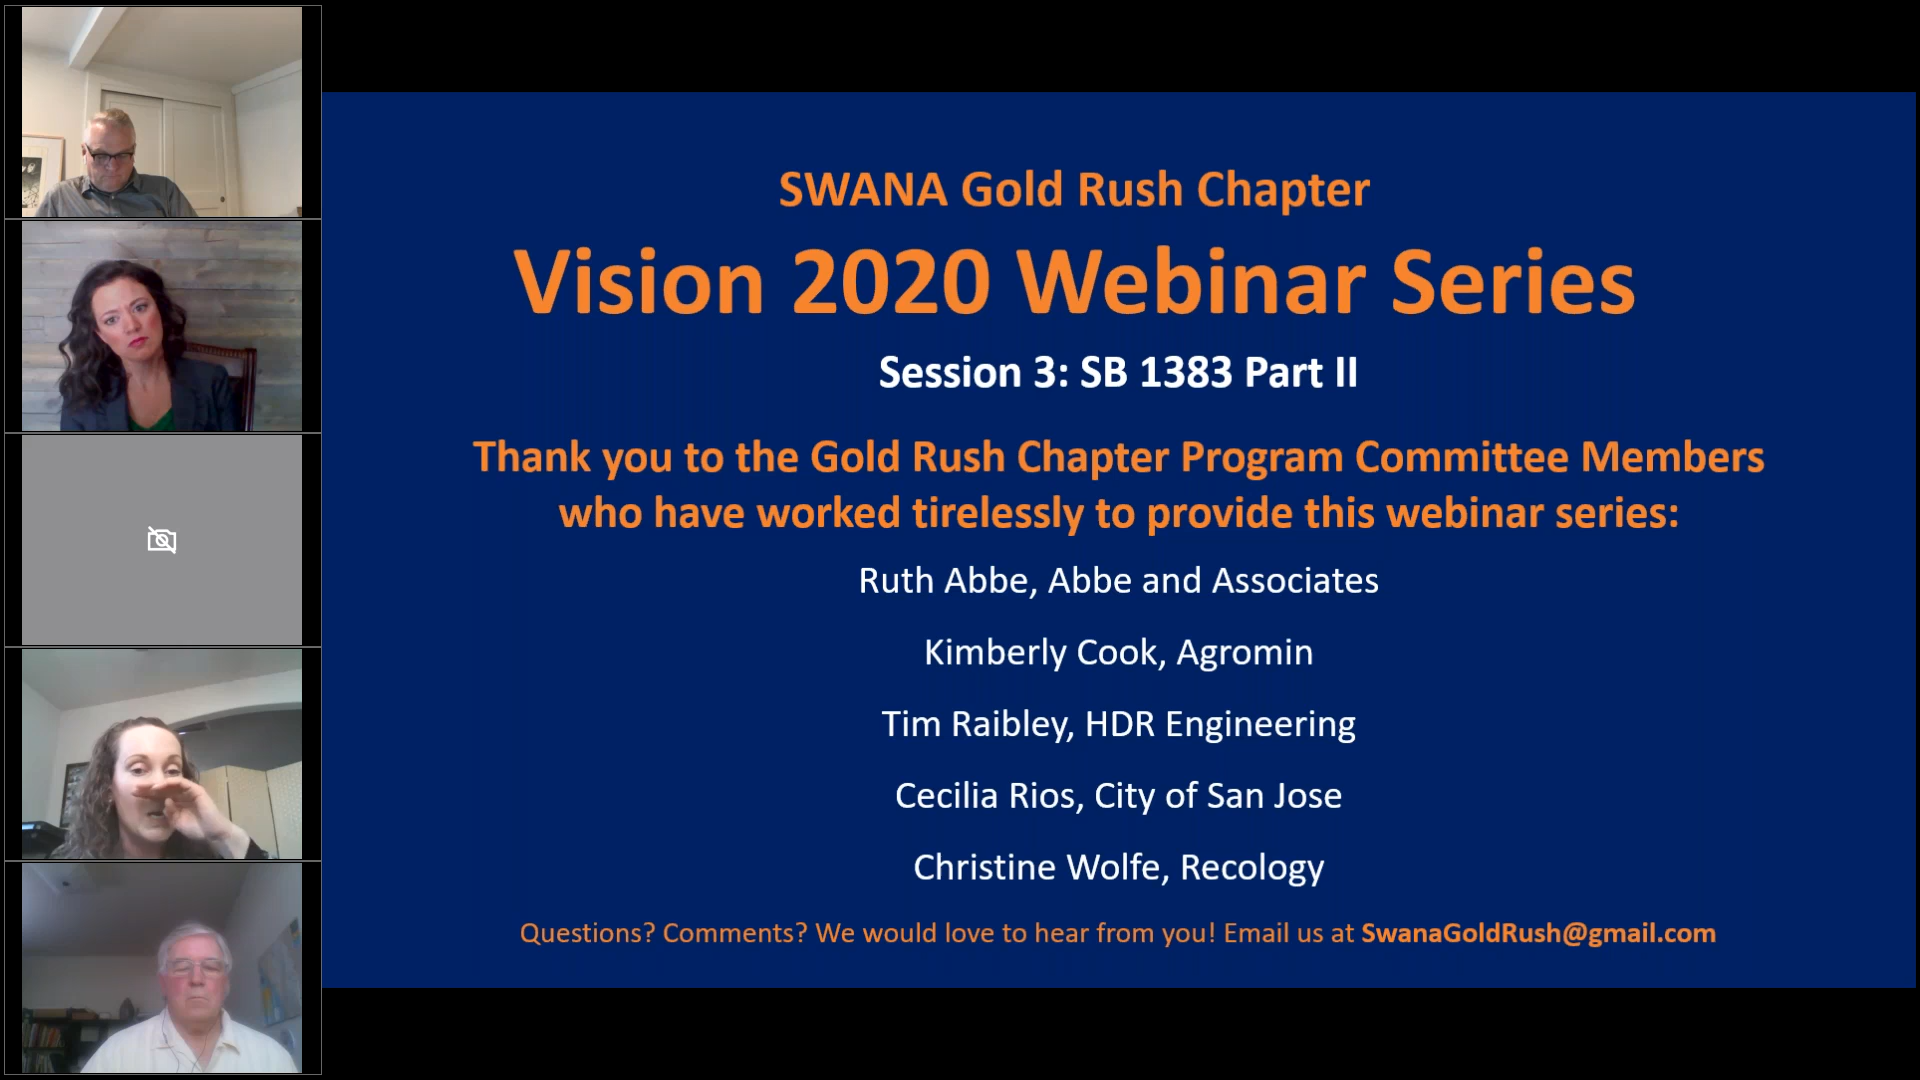 SWANA Gold Rush Chapter
Vision 2020 Webinar Series
Session 3: SB 1383 Part II
Thank you to the Gold Rush Chapter Program Committee Members
who have worked tirelessly to provide this webinar series:
Ruth Abbe, Abbe and Associates
Kimberly Cook, Agromin
Tim Raibley, HDR Engineering
Cecilia Rios, City of San Jose
Christine Wolfe, Recology
Questions? Comments? We would love to hear from you! Email us at SwanaGoldRush@gmail.com